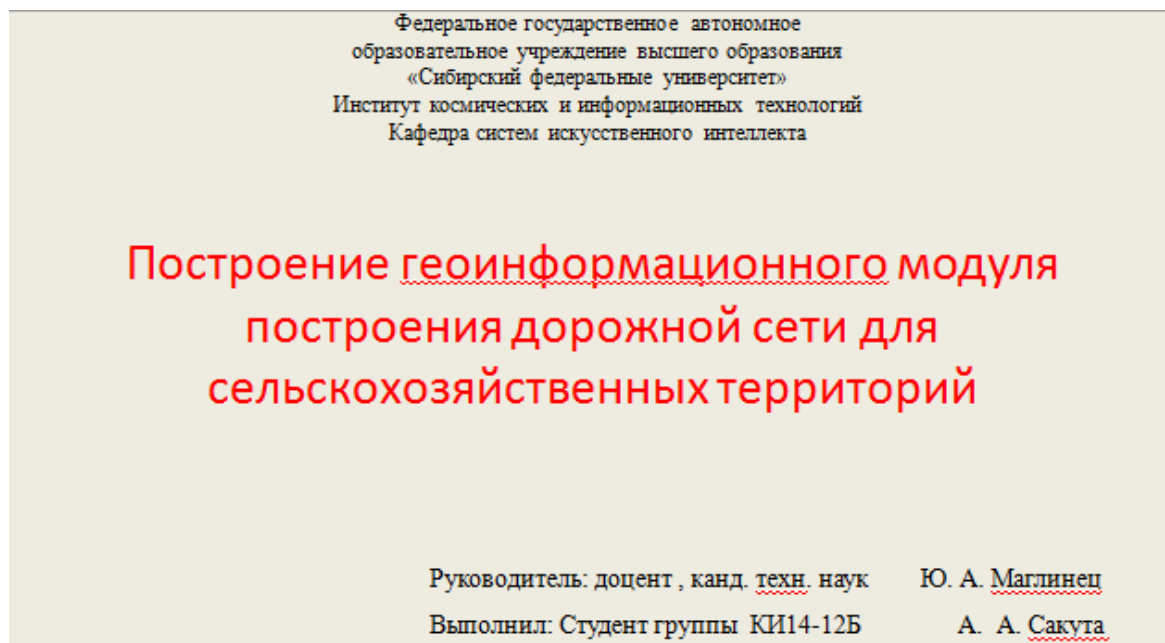 Федеральное государственное автономное
образовательное учреждение высшего образования
«Сибирский федеральные университет»
Институт космических и информационных технологий
Кафедра систем искусственного интеллекта
Построение геоинформационного модуля
построения дорожной сети для
сельскохозяйственных территорий
Руководитель: доцент , канд. техн. наук Ю. А. Маглинец
Выполнил: Студент группы КИ14-12Б А. А. Сакута